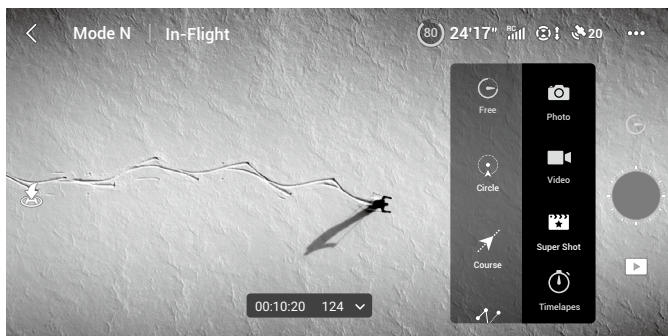 Mode N
In-Flight
80
24'17"
RC
20
Free
Photo
Circle
Video
Course
Super Shot
Timelapes
00:10:20
124